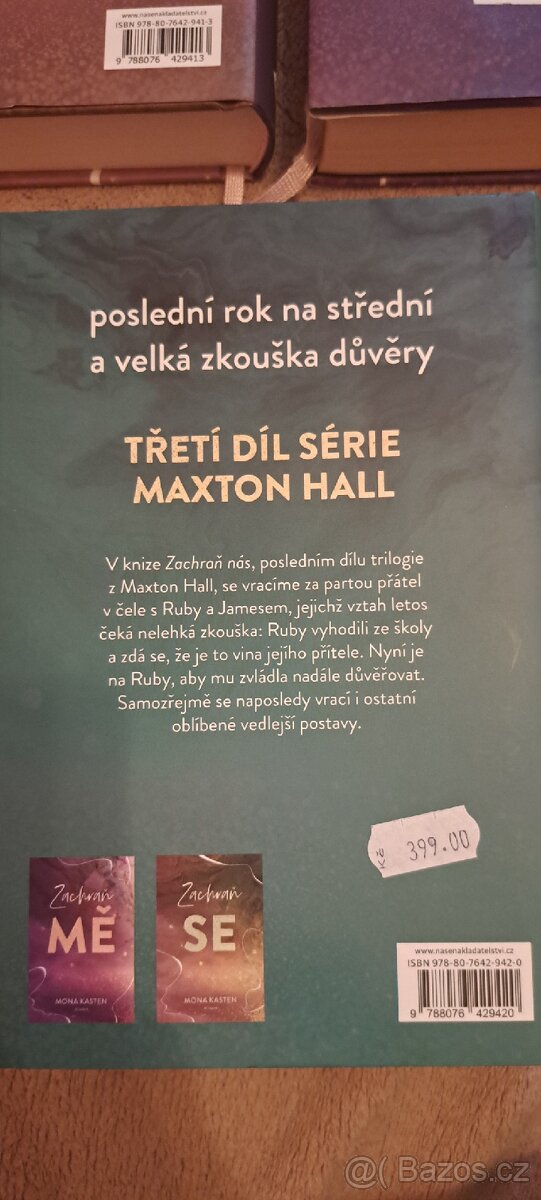 www.nasenakladatelstvi.cz
ISBN 978-80-7642-941-3
9 788076 429413
poslední rok na střední
a velká zkouška důvěry
TŘETÍ DÍL SÉRIE
MAXTON HALL
V knize Zachraň nás, posledním dílu trilogie
z Maxton Hall, se vracíme za partou přátel
v čele s Ruby a Jamesem, jejichž vztah letos
čeká nelehká zkouška: Ruby vyhodili ze školy
a zdá se, že je to vina jejího přítele. Nyní je
na Ruby, aby mu zvládla nadále důvěřovat.
Samozřejmě se naposledy vrací i ostatní
oblíbené vedlejší postavy.
Kč 399.00
Zachraň
MĚ
MONA KASTEN
Zachraň
SE
MONA KASTEN
www.nasenakladatelstvi.cz
ISBN 978-80-7642-942-0
9 788076 429420
@ Bazos.cz